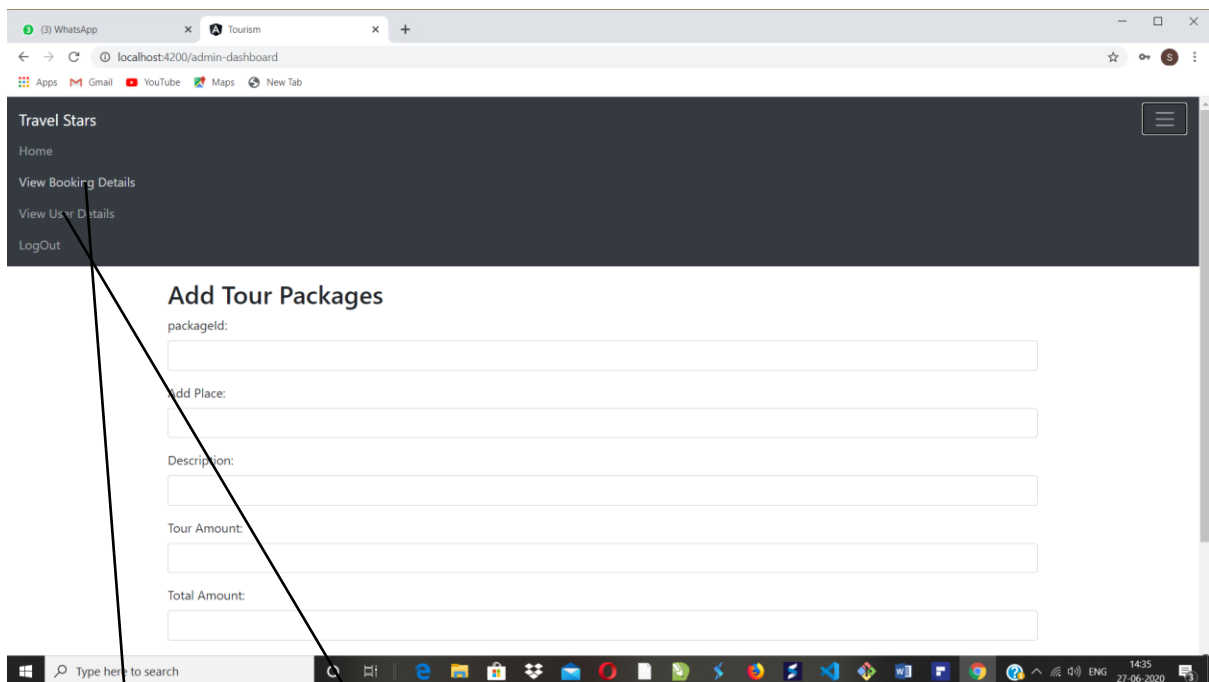 (3) WhatsApp
Tourism
localhost:4200/admin-dashboard
S
Apps Gmail YouTube Maps New Tab
Travel Stars
Home
View Booking Details
View User Details
LogOut
Add Tour Packages
packageId:
Add Place:
Description:
Tour Amount:
Total Amount:
Type here to search
ENG
14:35
27-06-2020